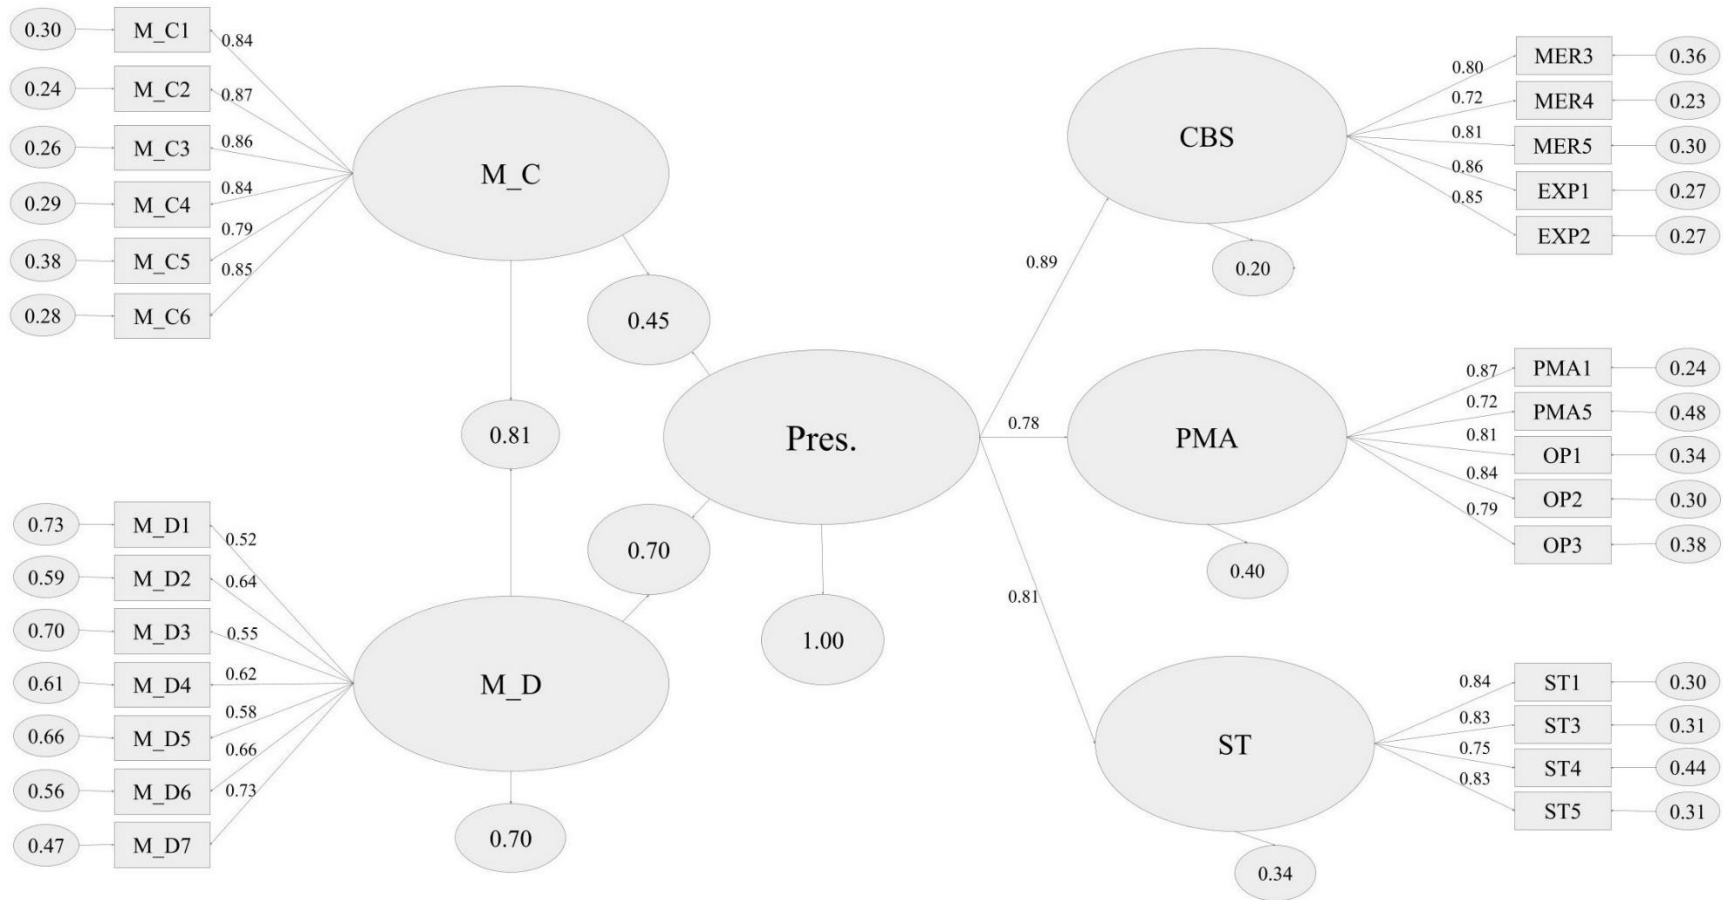 0.30 M_C1 0.84
0.24 M_C2 0.87
0.26 M_C3 0.86
0.29 M_C4 0.84
0.38 M_C5 0.79
0.28 M_C6 0.85
M_C
0.45
0.81
0.73 M_D1 0.52
0.59 M_D2 0.64
0.70 M_D3 0.55
0.61 M_D4 0.62
0.66 M_D5 0.58
0.56 M_D6 0.66
0.47 M_D7 0.73
M_D
0.70
0.70
Pres.
1.00
0.89
0.78
0.81
CBS
0.20
0.80 MER3 0.36
0.72 MER4 0.23
0.81 MER5 0.30
0.86 EXP1 0.27
0.85 EXP2 0.27
PMA
0.40
0.87 PMA1 0.24
0.72 PMA5 0.48
0.81 OP1 0.34
0.84 OP2 0.30
0.79 OP3 0.38
ST
0.34
0.84 ST1 0.30
0.83 ST3 0.31
0.75 ST4 0.44
0.83 ST5 0.31